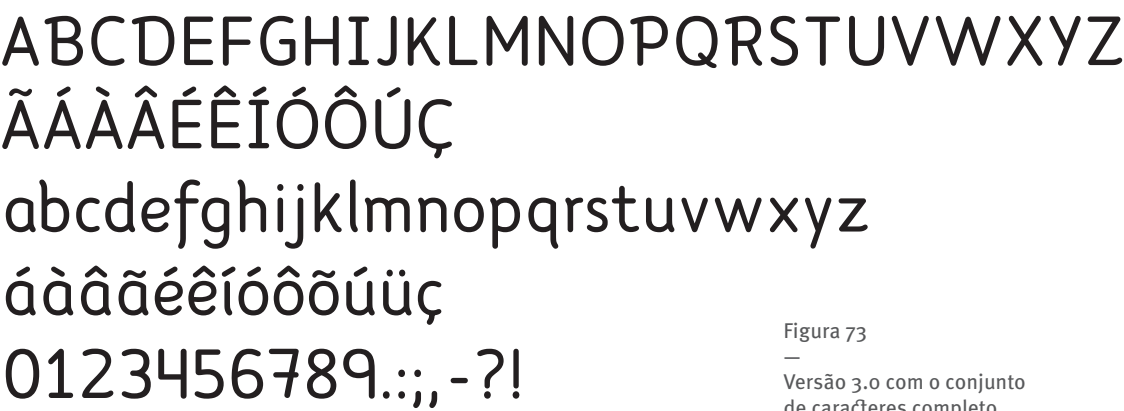 ABCDEFGHIJKLMNOPQRSTUVWXYZ
ÃÁÀÂÉÊÍÓÔÚÇ
abcdefghijklmnopqrstuvwxyz
áàâãéêíóôõúüç
0123456789.:;,-?!
Figura 73
—
Versão 3.0 com o conjunto
de caracteres completo